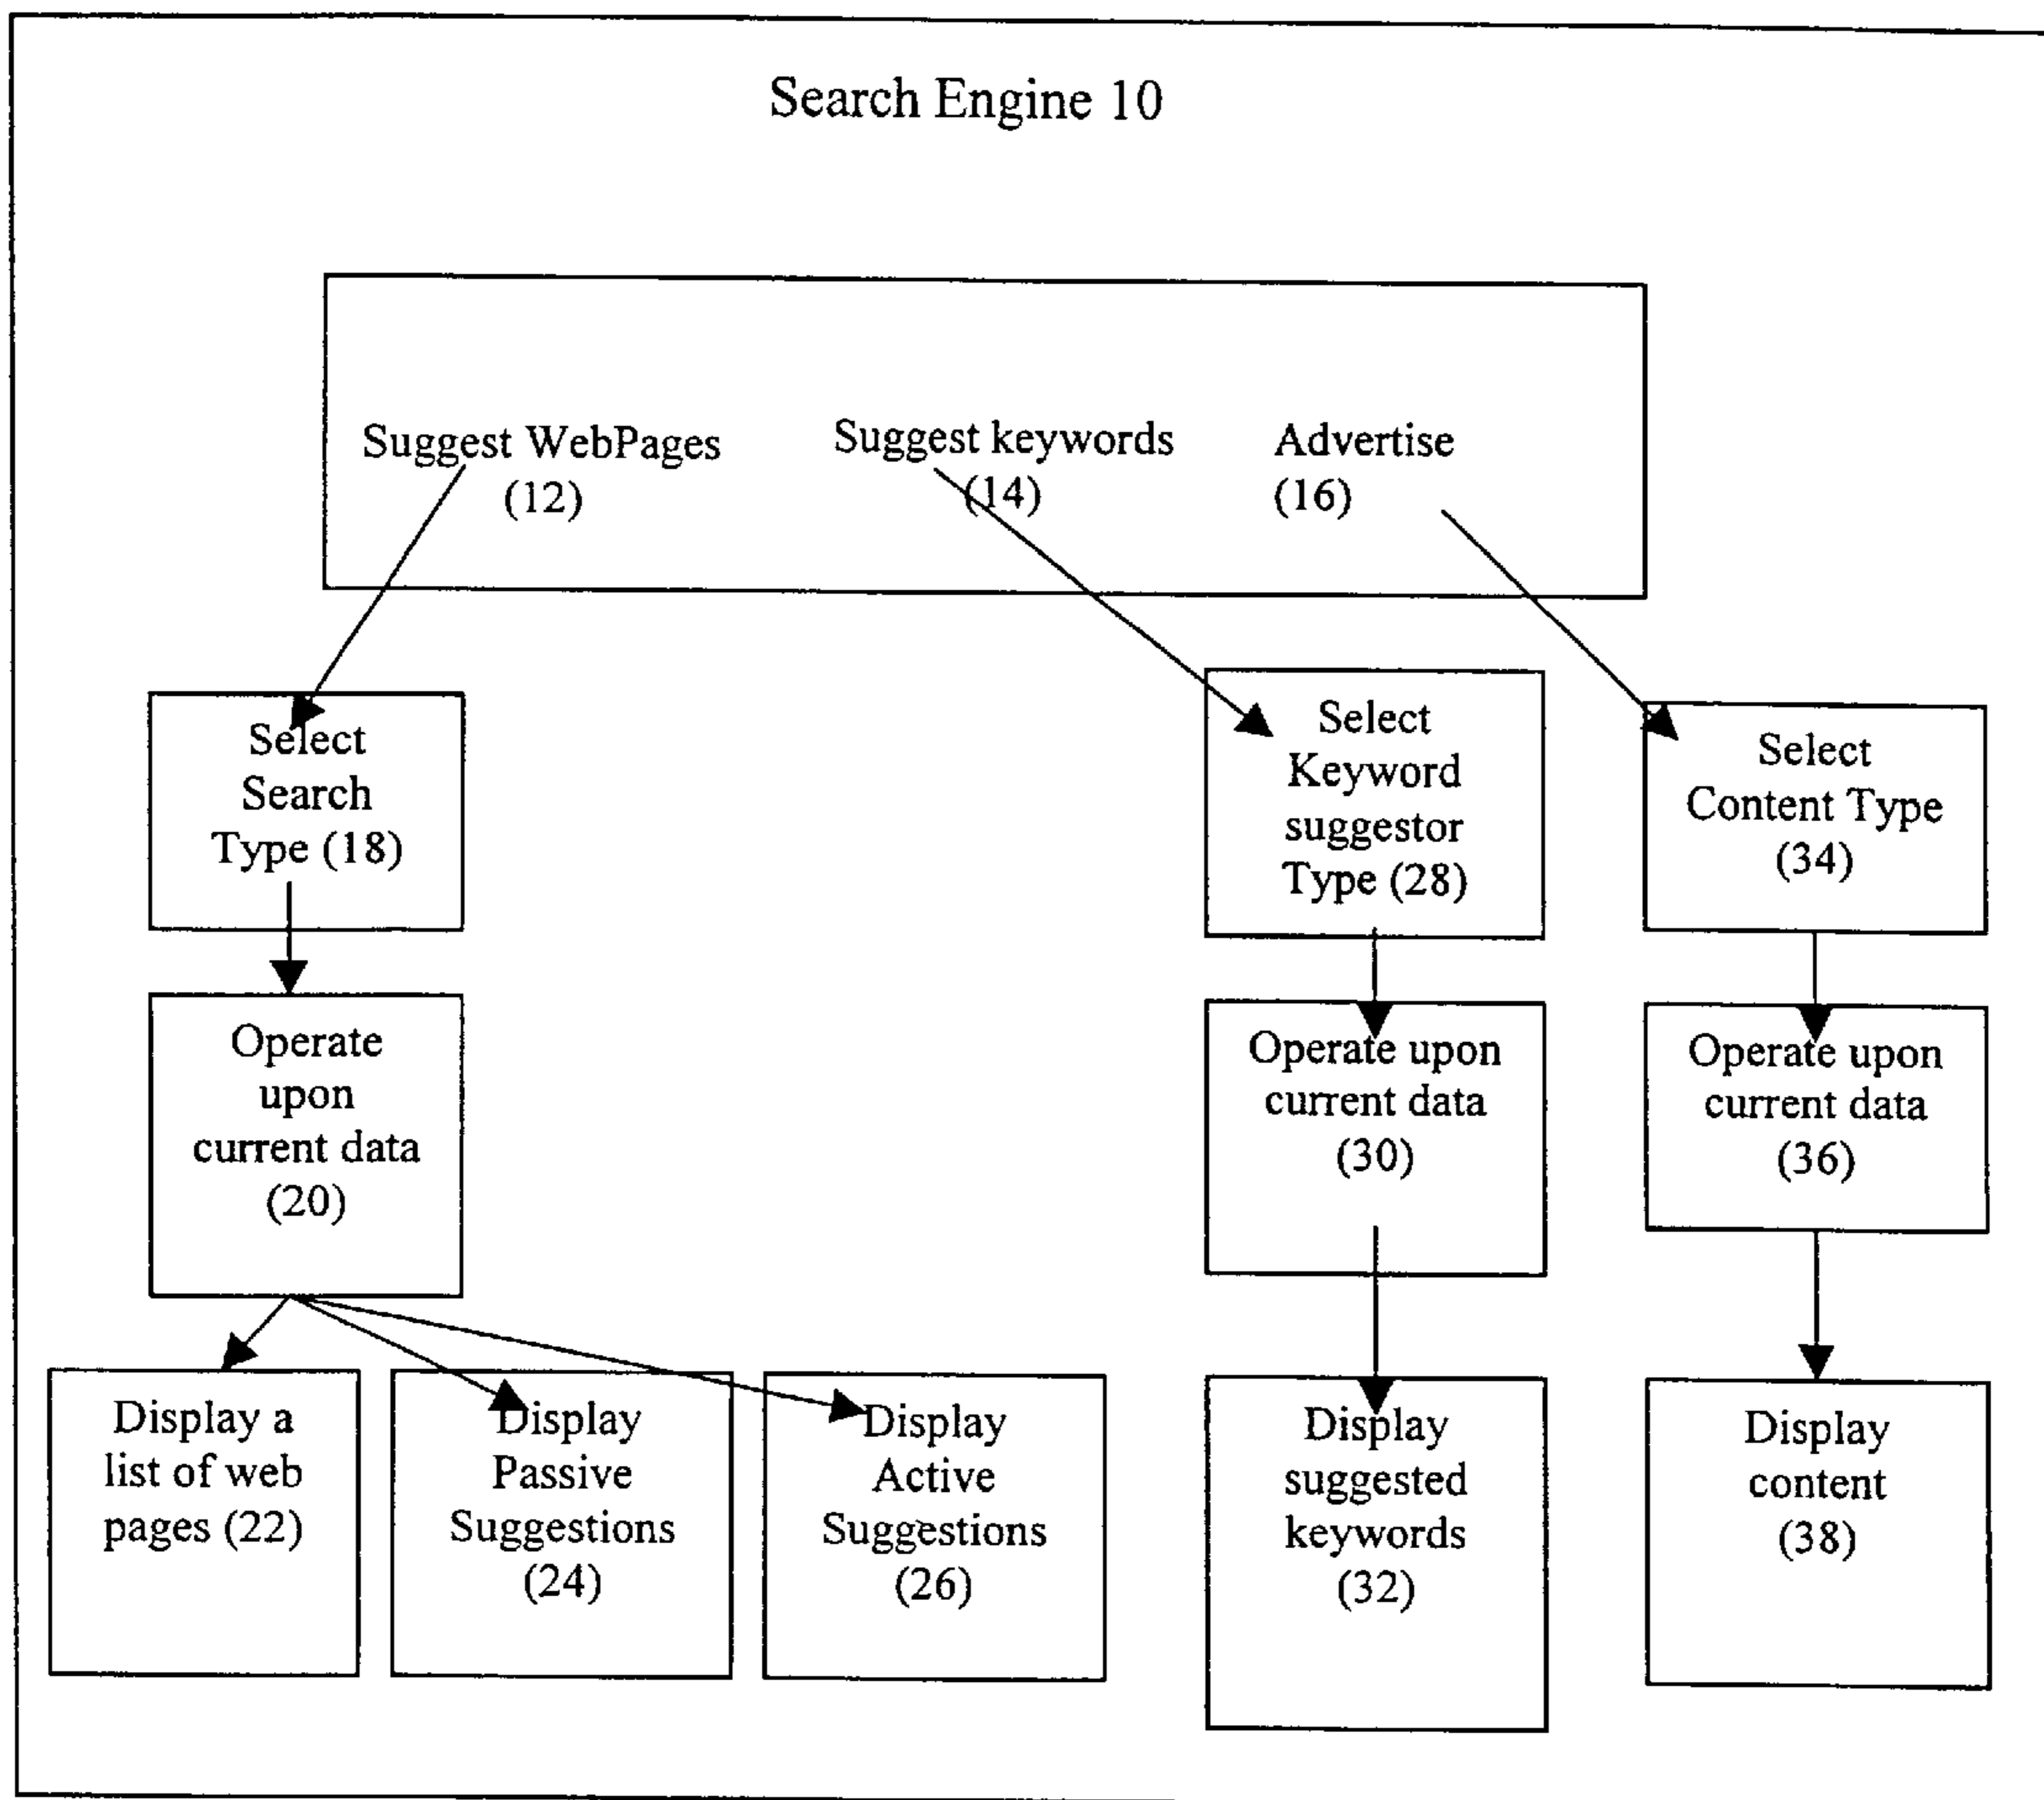 Search Engine 10
Suggest WebPages
(12)
Suggest keywords
(14)
Advertise
(16)
Select
Search
Type (18)
Select
Keyword
suggestor
Type (28)
Select
Content Type
(34)
Operate
upon
current data
(20)
Operate upon
current data
(30)
Operate upon
current data
(36)
Display a
list of web
pages (22)
Display
Passive
Suggestions
(24)
Display
Active
Suggestions
(26)
Display
suggested
keywords
(32)
Display
content
(38)